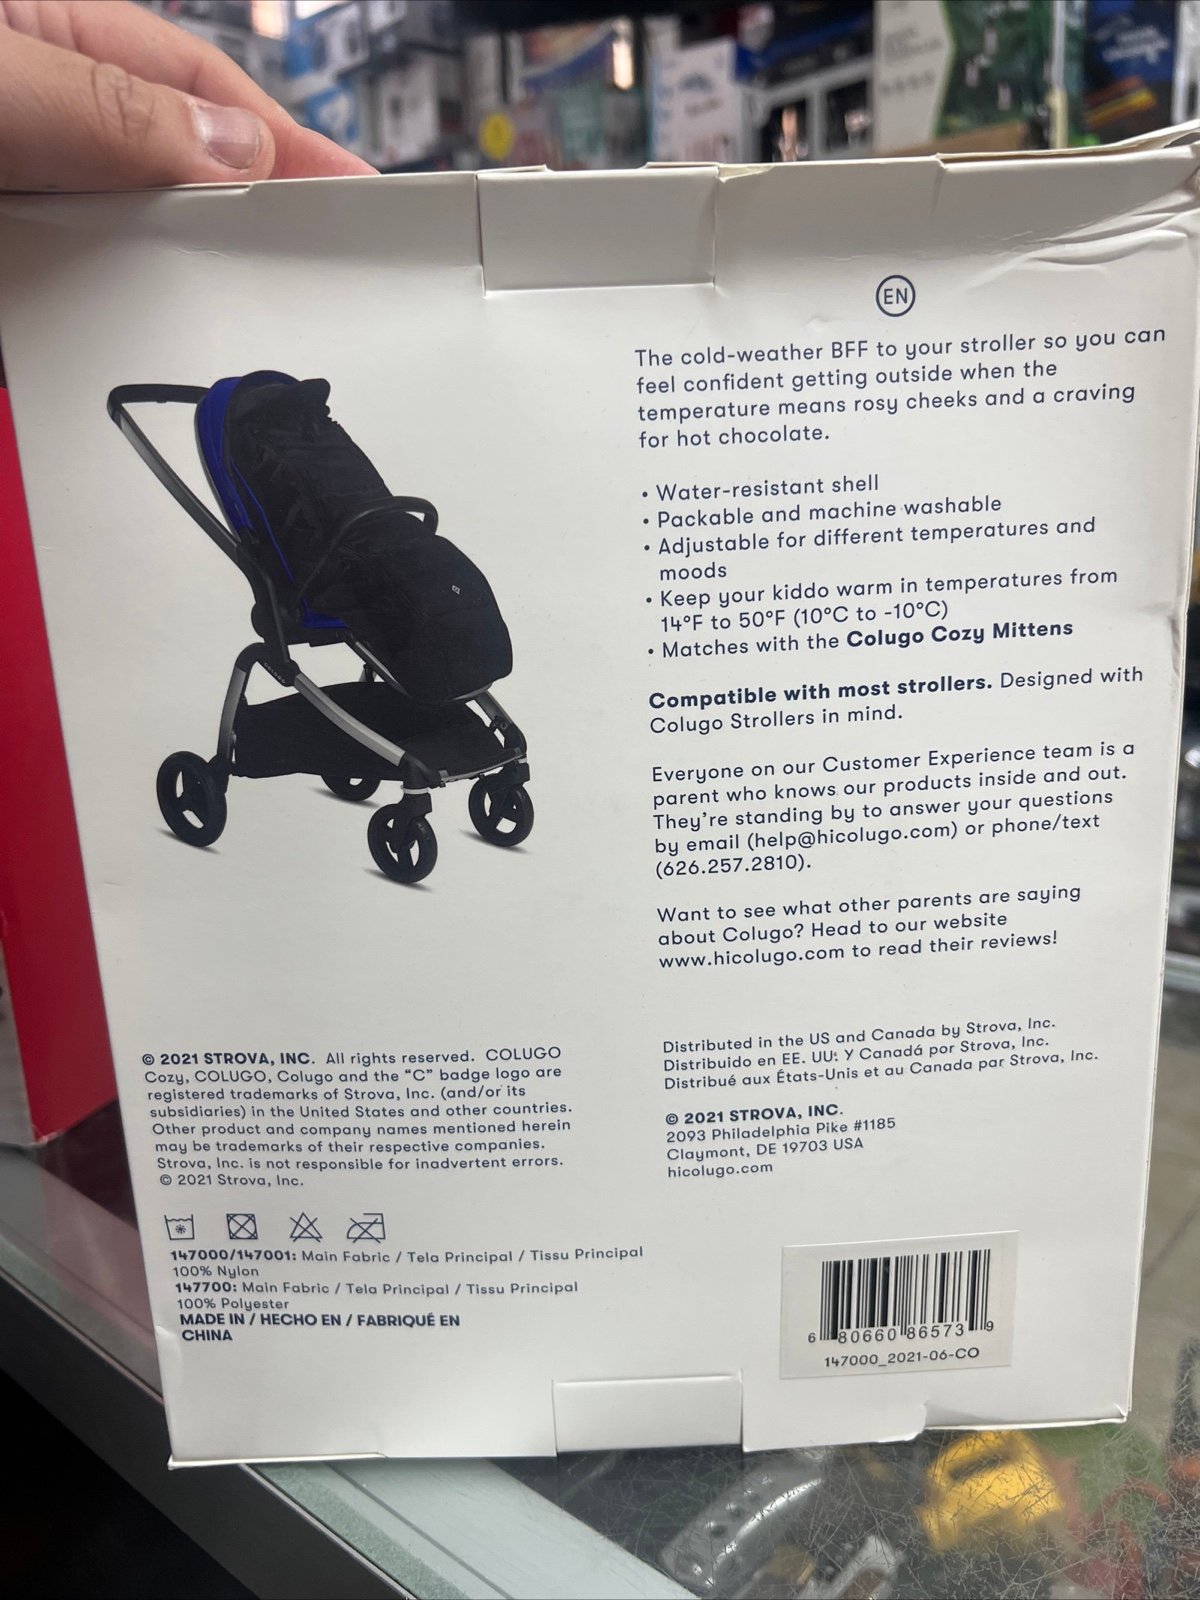 EN
The cold-weather BFF to your stroller so you can
feel confident getting outside when the
temperature means rosy cheeks and a craving
for hot chocolate.
• Water-resistant shell
• Packable and machine washable
• Adjustable for different temperatures and
moods
• Keep your kiddo warm in temperatures from
14°F to 50°F (10°C to -10°C)
• Matches with the Colugo Cozy Mittens
Compatible with most strollers. Designed with
Colugo Strollers in mind.
Everyone on our Customer Experience team is a
parent who knows our products inside and out.
They're standing by to answer your questions
by email (help@hicolugo.com) or phone/text
(626.257.2810).
Want to see what other parents are saying
about Colugo? Head to our website
www.hicolugo.com to read their reviews!
COLUGO
© 2021 STROVA, INC. All rights reserved. COLUGO
Cozy, COLUGO, Colugo and the "C" badge logo are
registered trademarks of Strova, Inc. (and/or its
subsidiaries) in the United States and other countries.
Other product and company names mentioned herein
may be trademarks of their respective companies.
Strova, Inc. is not responsible for inadvertent errors.
© 2021 Strova, Inc.
Distributed in the US and Canada by Strova, Inc.
Distribuido en EE. UU: Y Canadá por Strova, Inc.
Distribué aux États-Unis et au Canada par Strova, Inc.
© 2021 STROVA, INC.
2093 Philadelphia Pike #1185
Claymont, DE 19703 USA
hicolugo.com
147000/147001: Main Fabric / Tela Principal / Tissu Principal
100% Nylon
147700: Main Fabric / Tela Principal / Tissu Principal
100% Polyester
MADE IN / HECHO EN / FABRIQUÉ EN
CHINA
6 80660 86573 9
147000_2021-06-CO